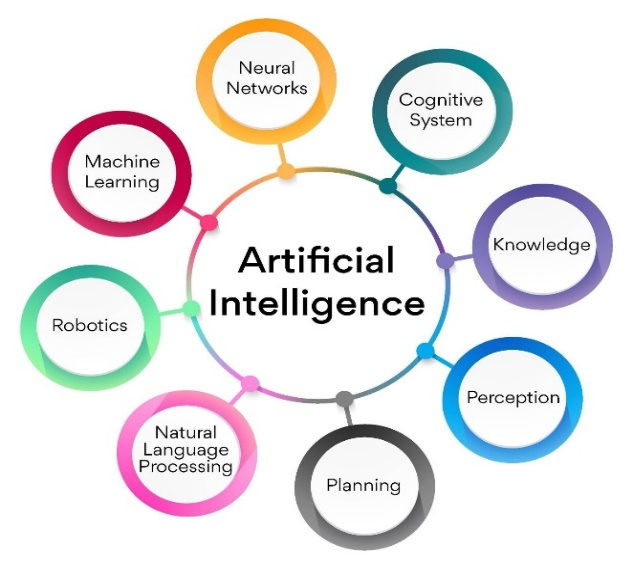 Neural
Networks
Cognitive
System
Machine
Learning
Knowledge
Artificial
Intelligence
Robotics
Perception
Natural
Language
Processing
Planning